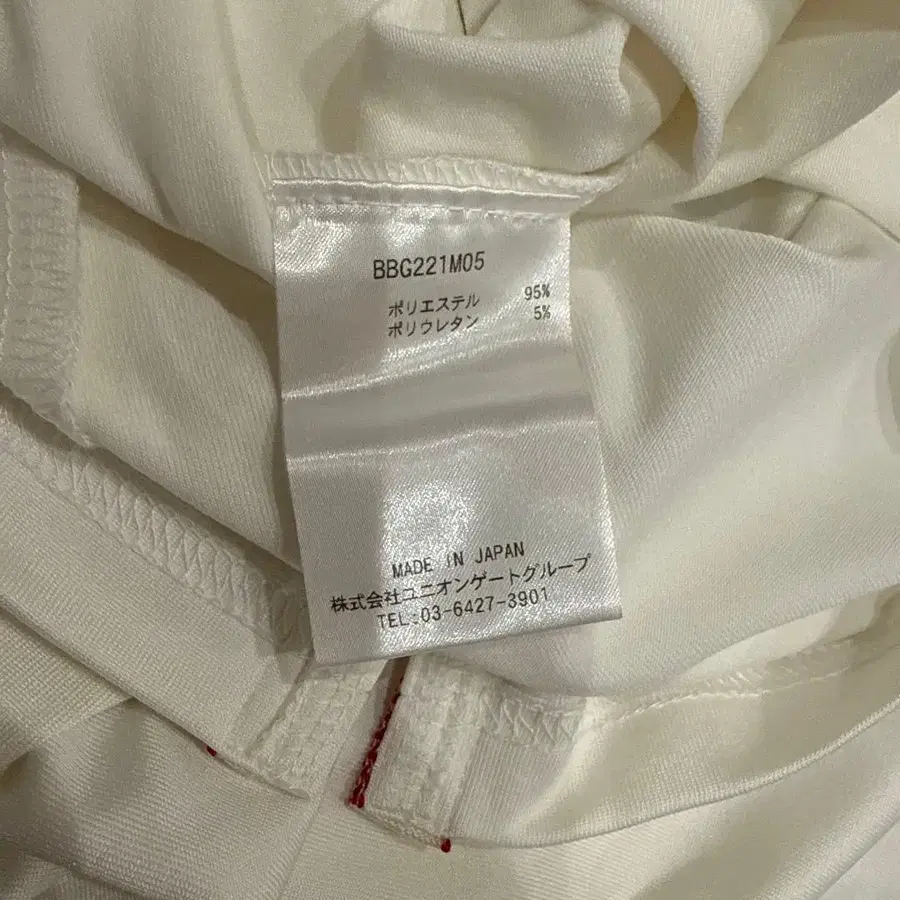 BBG221M05
ポリエステル 95%
ポリウレタン 5%
MADE IN JAPAN
株式会社ユニオンゲートグループ
TEL:03-6427-3901